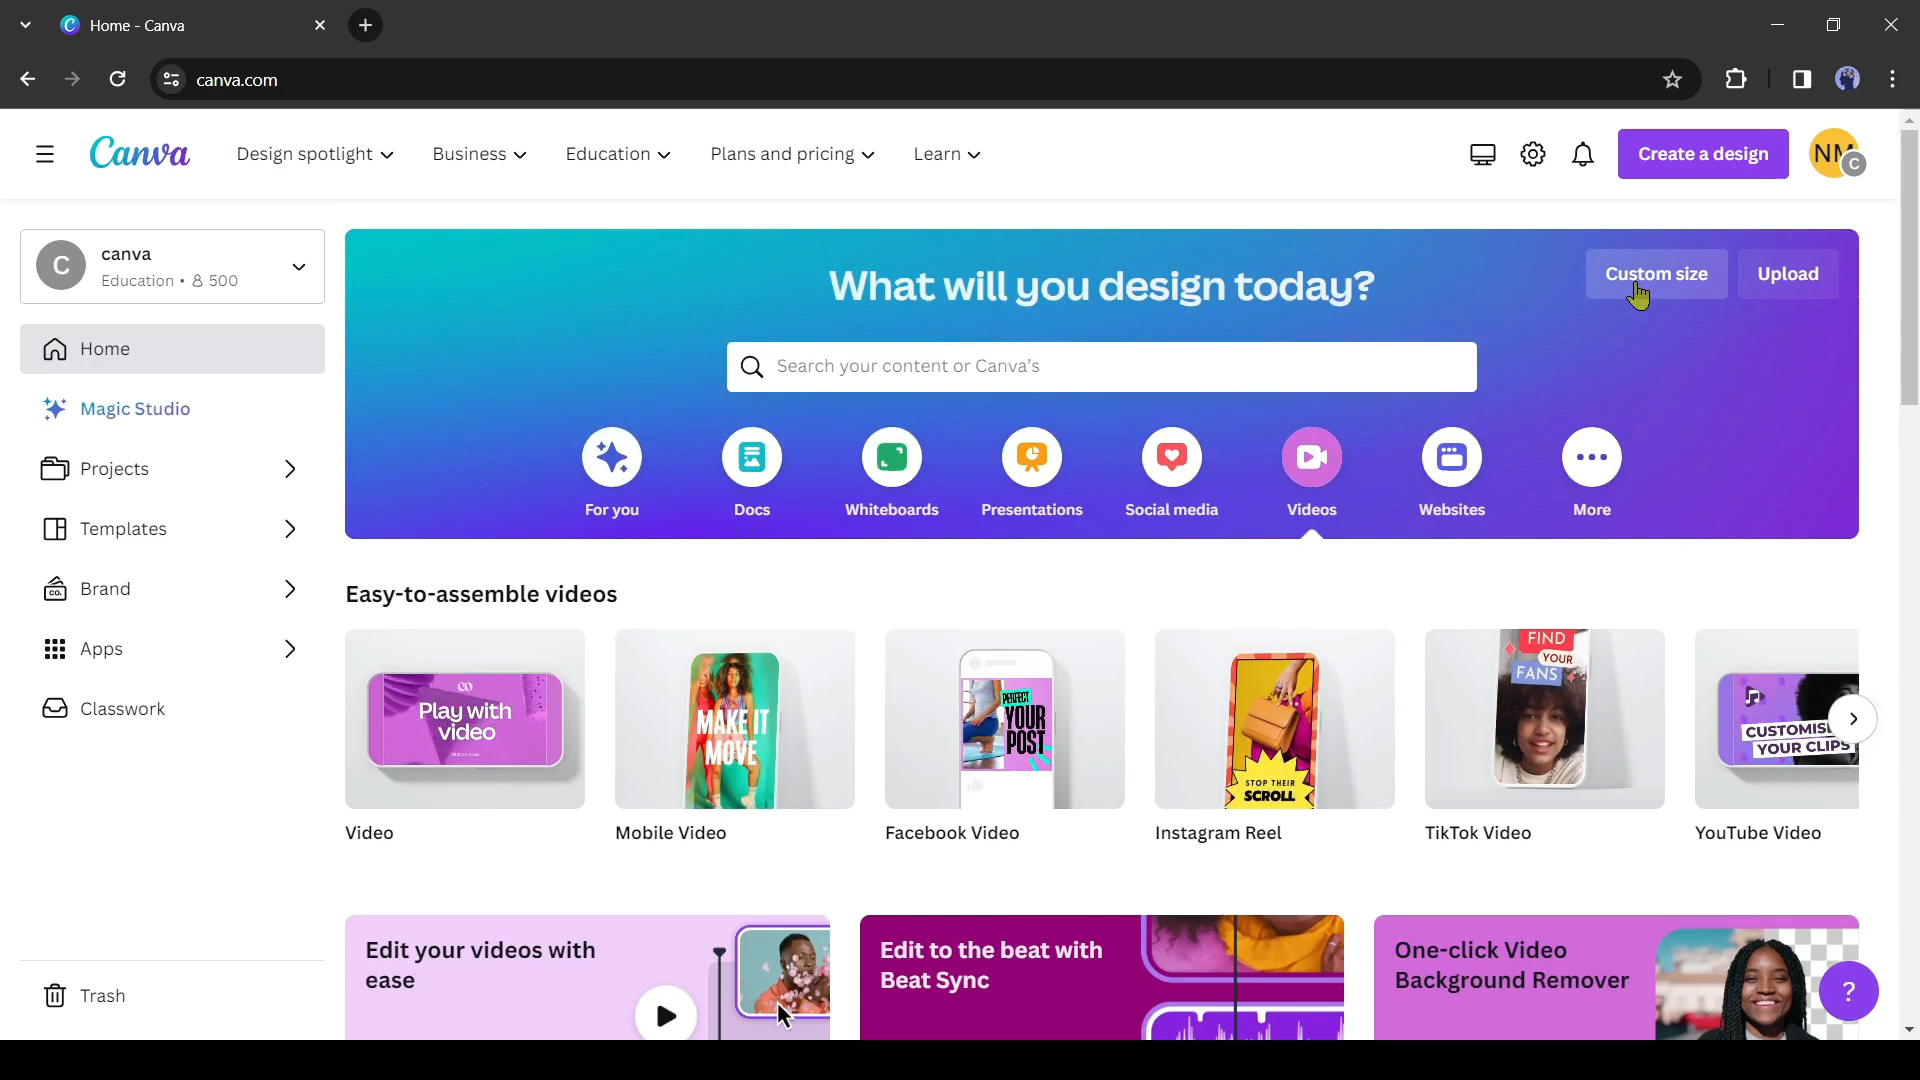 Home - Canva
canva.com
Canva
Design spotlight
Business
Education
Plans and pricing
Learn
Create a design
NM
C
C
canva
Education • 500
Home
Magic Studio
Projects
Templates
Brand
Apps
Classwork
Trash
What will you design today?
Custom size
Upload
Search your content or Canva's
For you
Docs
Whiteboards
Presentations
Social media
Videos
Websites
More
Easy-to-assemble videos
Play with
video
MAKE IT
MOVE
PERFECT
YOUR
POST
STOP THEIR
SCROLL
FIND
YOUR
FANS
CUSTOMIS
YOUR CLIPS
Video
Mobile Video
Facebook Video
Instagram Reel
TikTok Video
YouTube Video
Edit your videos with
ease
Edit to the beat with
Beat Sync
One-click Video
Background Remover
?